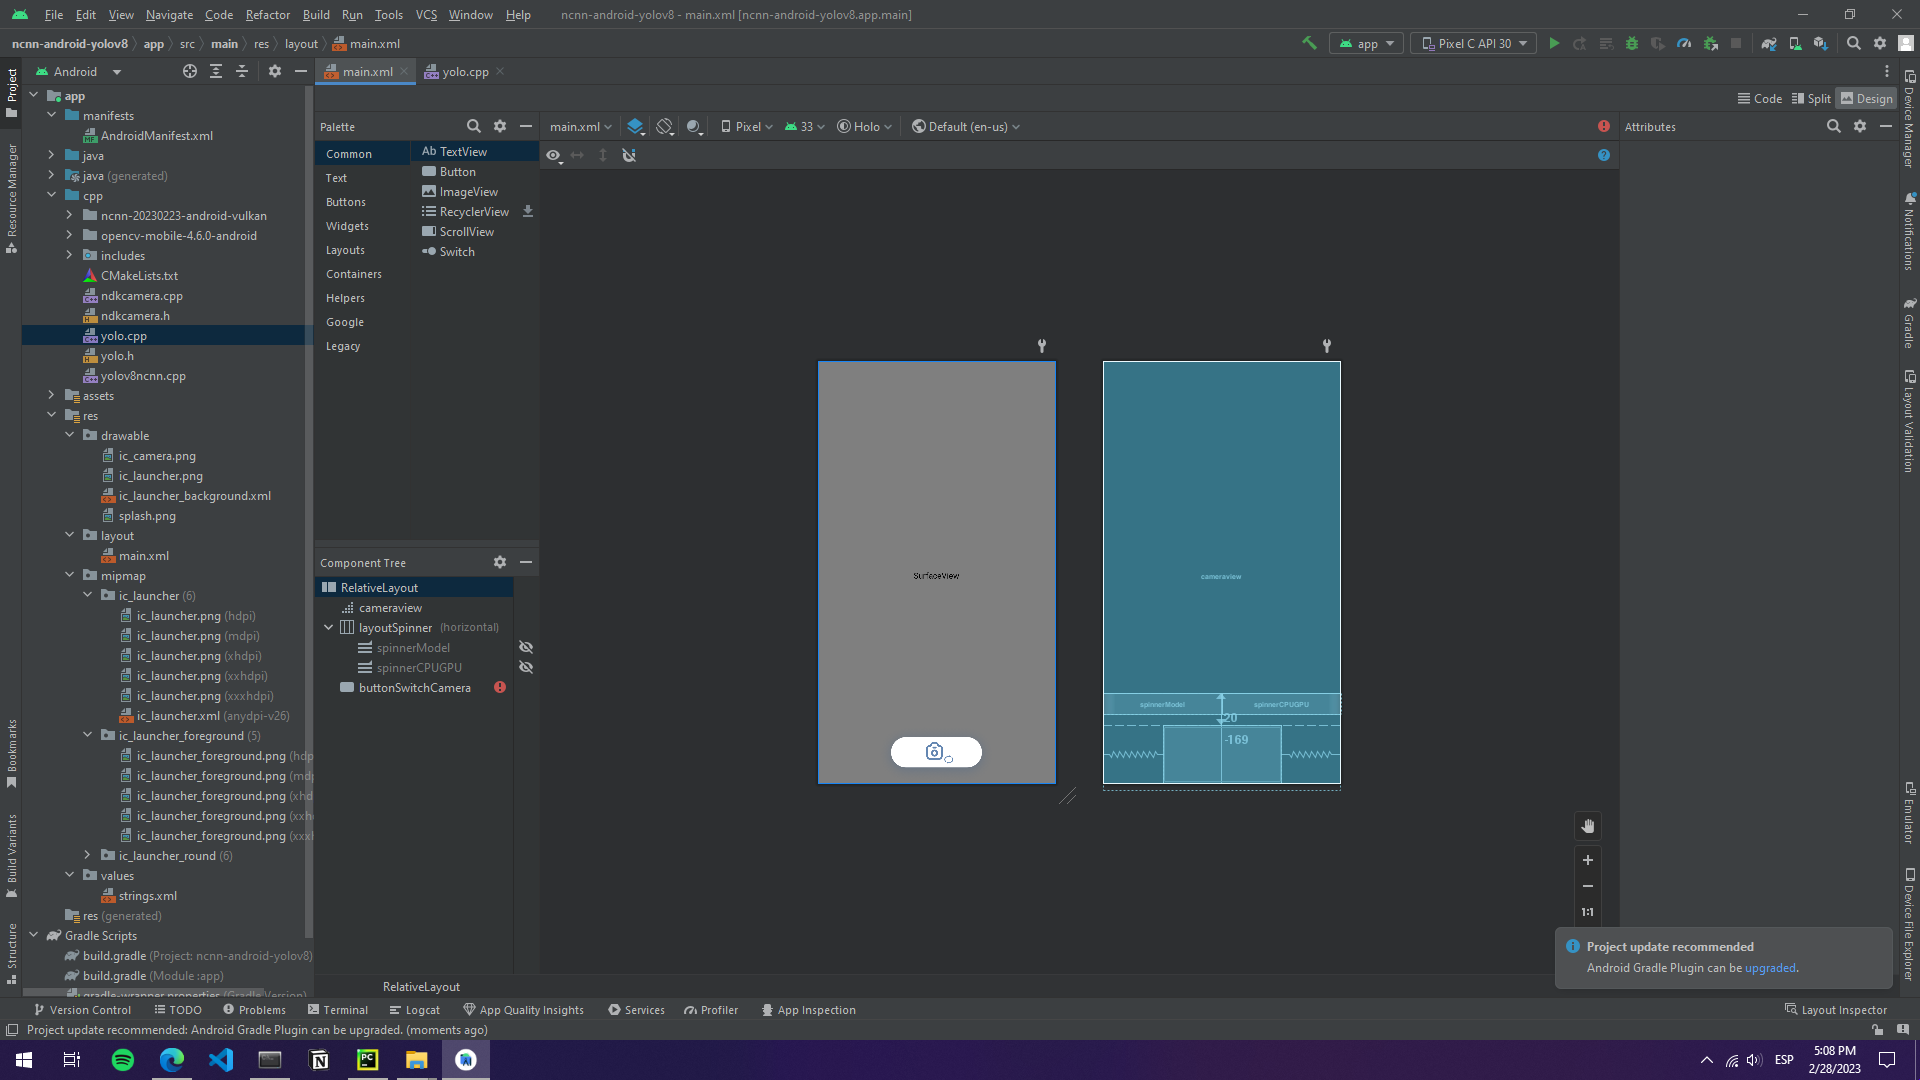 File Edit View Navigate Code Refactor Build Run Tools VCS Window Help ncnn-android-yolov8 - main.xml [ncnn-android-yolov8.app.main]
ncnn-android-yolov8 app src main res layout main.xml
app
Pixel C API 30
Android
main.xml
yolo.cpp
Code
Split
Design
Project
Resource Manager
Bookmarks
Build Variants
Structure
app
manifests
AndroidManifest.xml
java
java (generated)
cpp
ncnn-20230223-android-vulkan
opencv-mobile-4.6.0-android
includes
CMakeLists.txt
ndkcamera.cpp
ndkcamera.h
yolo.cpp
yolo.h
yolov8ncnn.cpp
assets
res
drawable
ic_camera.png
ic_launcher.png
ic_launcher_background.xml
splash.png
layout
main.xml
mipmap
ic_launcher (6)
ic_launcher.png (hdpi)
ic_launcher.png (mdpi)
ic_launcher.png (xhdpi)
ic_launcher.png (xxhdpi)
ic_launcher.png (xxxhdpi)
ic_launcher.xml (anydpi-v26)
ic_launcher_foreground (5)
ic_launcher_foreground.png (hdp
ic_launcher_foreground.png (md
ic_launcher_foreground.png (xhd
ic_launcher_foreground.png (xxh
ic_launcher_foreground.png (xxx
ic_launcher_round (6)
values
strings.xml
res (generated)
Gradle Scripts
build.gradle (Project: ncnn-android-yolov8)
build.gradle (Module :app)
gradle-wrapper.properties (Gradle Version)
Palette
Common
Text
Buttons
Widgets
Layouts
Containers
Helpers
Google
Legacy
Ab TextView
Button
ImageView
RecyclerView
ScrollView
Switch
Component Tree
RelativeLayout
cameraview
layoutSpinner (horizontal)
spinnerModel
spinnerCPUGPU
buttonSwitchCamera
main.xml
Pixel
33
Holo
Default (en-us)
SurfaceView
cameraview
spinnerModel
spinnerCPUGPU
20
-169
1:1
RelativeLayout
Attributes
Device Manager
Notifications
Gradle
Layout Validation
Emulator
Device File Explorer
Project update recommended
Android Gradle Plugin can be upgraded.
Version Control
TODO
Problems
Terminal
Logcat
App Quality Insights
Services
Profiler
App Inspection
Layout Inspector
Project update recommended: Android Gradle Plugin can be upgraded. (moments ago)
ESP
5:08 PM
2/28/2023